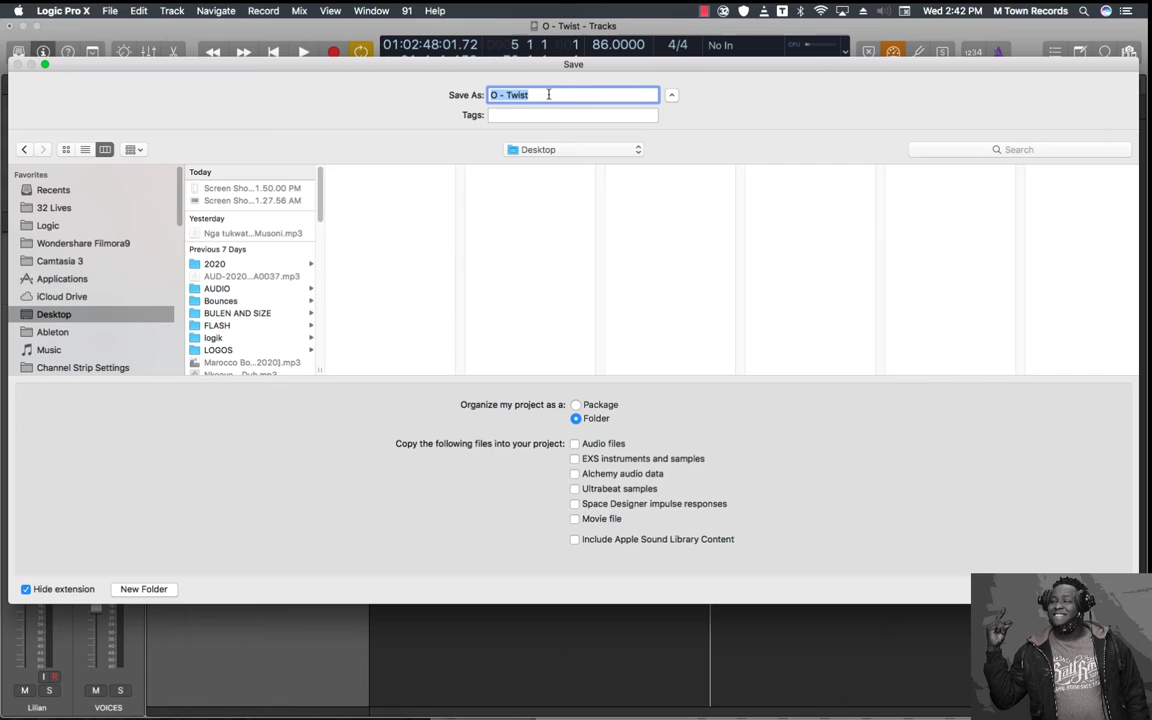 Logic Pro X File Edit Track Navigate Record Mix View Window 91 Help Wed 2:42 PM M Town Records
O - Twist - Tracks
01:02:48:01.72 5 1 1 1 86.0000 4/4 No In CPU 1234
Save
Save As: O - Twist
Tags:
Desktop
Search
Favorites
Recents
32 Lives
Logic
Wondershare Filmora9
Camtasia 3
Applications
iCloud Drive
Desktop
Ableton
Music
Channel Strip Settings
Today
Screen Sho...1.50.00 PM
Screen Sho...1.27.56 AM
Yesterday
Nga tukwat...Musoni.mp3
Previous 7 Days
2020
AUD-2020...A0037.mp3
AUDIO
Bounces
BULEN AND SIZE
FLASH
logik
LOGOS
Marocco Bo...2020].mp3
Organize my project as a: Package
Folder
Copy the following files into your project: Audio files
EXS instruments and samples
Alchemy audio data
Ultrabeat samples
Space Designer impulse responses
Movie file
Include Apple Sound Library Content
Hide extension
New Folder
I R
M S M S
Lilian VOICES